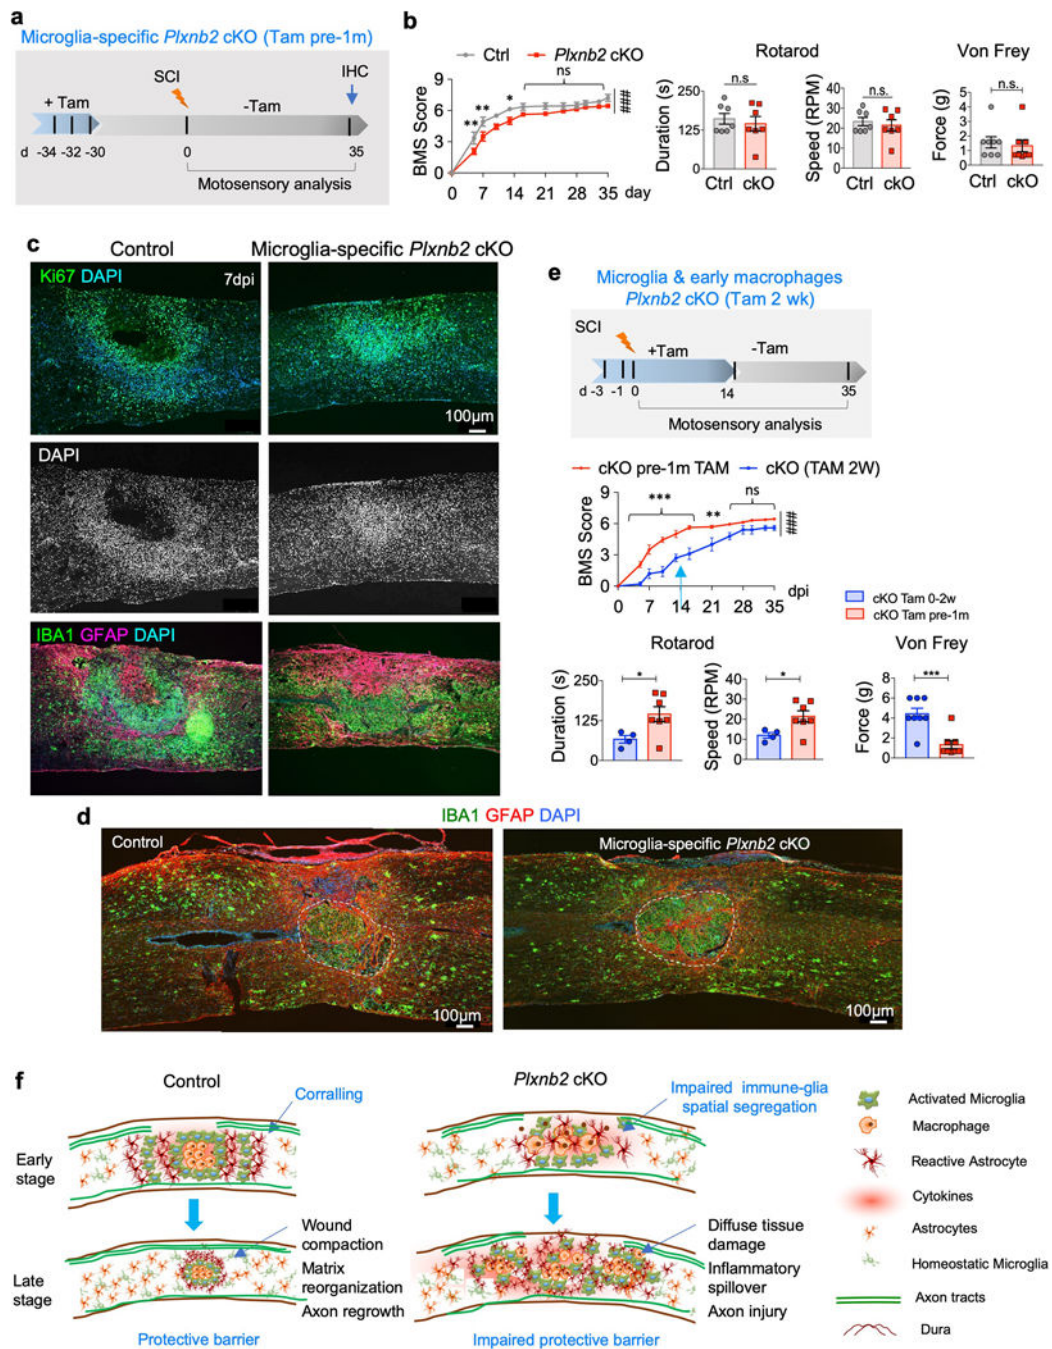 a
Microglia-specific Plxnb2 cKO (Tam pre-1m)
SCI
IHC
+ Tam
-Tam
d -34 -32 -30
0
35
Motosensory analysis
b
Ctrl Plxnb2 cKO
Rotarod
Von Frey
BMS Score
9
6
3
0
** ** * ns
####
0 7 14 21 28 35 day
Duration (s)
250
125
0
n.s
Ctrl ckO
Speed (RPM)
40
30
20
10
0
n.s.
Ctrl ckO
Force (g)
6
5
4
3
2
1
0
n.s.
Ctrl ckO
c
Control
Microglia-specific Plxnb2 cKO
Ki67 DAPI
7dpi
100µm
DAPI
IBA1 GFAP DAPI
e
Microglia & early macrophages
Plxnb2 cKO (Tam 2 wk)
SCI
+Tam
-Tam
d -3 -1 0 14 35
Motosensory analysis
cKO pre-1m TAM cKO (TAM 2W)
BMS Score
9
6
3
0
*** ** ns
####
0 7 14 21 28 35 dpi
cKO Tam 0-2w
cKO Tam pre-1m
Rotarod
Von Frey
Duration (s)
250
125
0
*
Speed (RPM)
40
30
20
10
0
*
Force (g)
8
6
4
2
0
***
d
IBA1 GFAP DAPI
Control
100µm
Microglia-specific Plxnb2 cKO
100µm
f
Control
Plxnb2 cKO
Corralling
Impaired immune-glia
spatial segregation
Early
stage
Late
stage
Wound
compaction
Matrix
reorganization
Axon regrowth
Diffuse tissue
damage
Inflammatory
spillover
Axon injury
Protective barrier
Impaired protective barrier
Activated Microglia
Macrophage
Reactive Astrocyte
Cytokines
Astrocytes
Homeostatic Microglia
Axon tracts
Dura